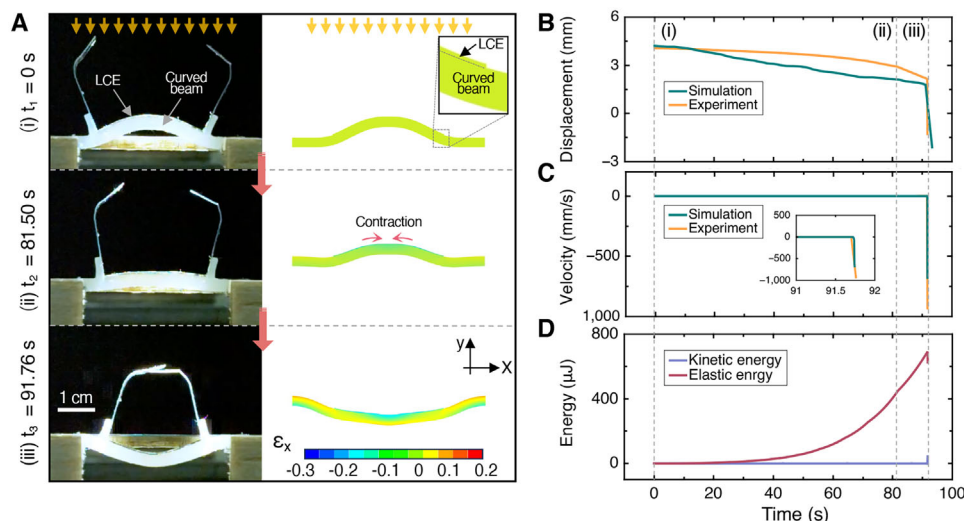 A
(i) t₁ = 0 s
LCE
Curved
beam
LCE
Curved
beam
(ii) t₂ = 81.50 s
Contraction
(iii) t₃ = 91.76 s
1 cm
y
X
εx
-0.3 -0.2 -0.1 0 0.1 0.2
B
Displacement (mm)
6
3
0
−3
(i)
(ii)
(iii)
Simulation
Experiment
C
Velocity (mm/s)
0
−500
1,000
Simulation
Experiment
500
0
−500
−1,000
91 91.5 92
D
Energy (μJ)
800
400
0
Kinetic energy
Elastic enrgy
0 20 40 60 80 100
Time (s)